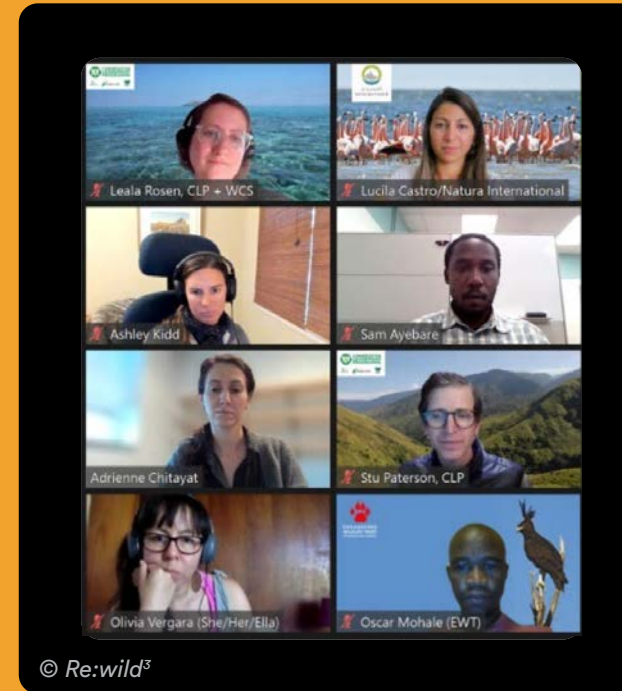 Leala Rosen, CLP + WCS
Lucila Castro/Natura International
Ashley Kidd
Sam Ayebare
Adrienne Chitayat
Stu Paterson, CLP
Olivia Vergara (She/Her/Ella)
Oscar Mohale (EWT)
© Re:wild³